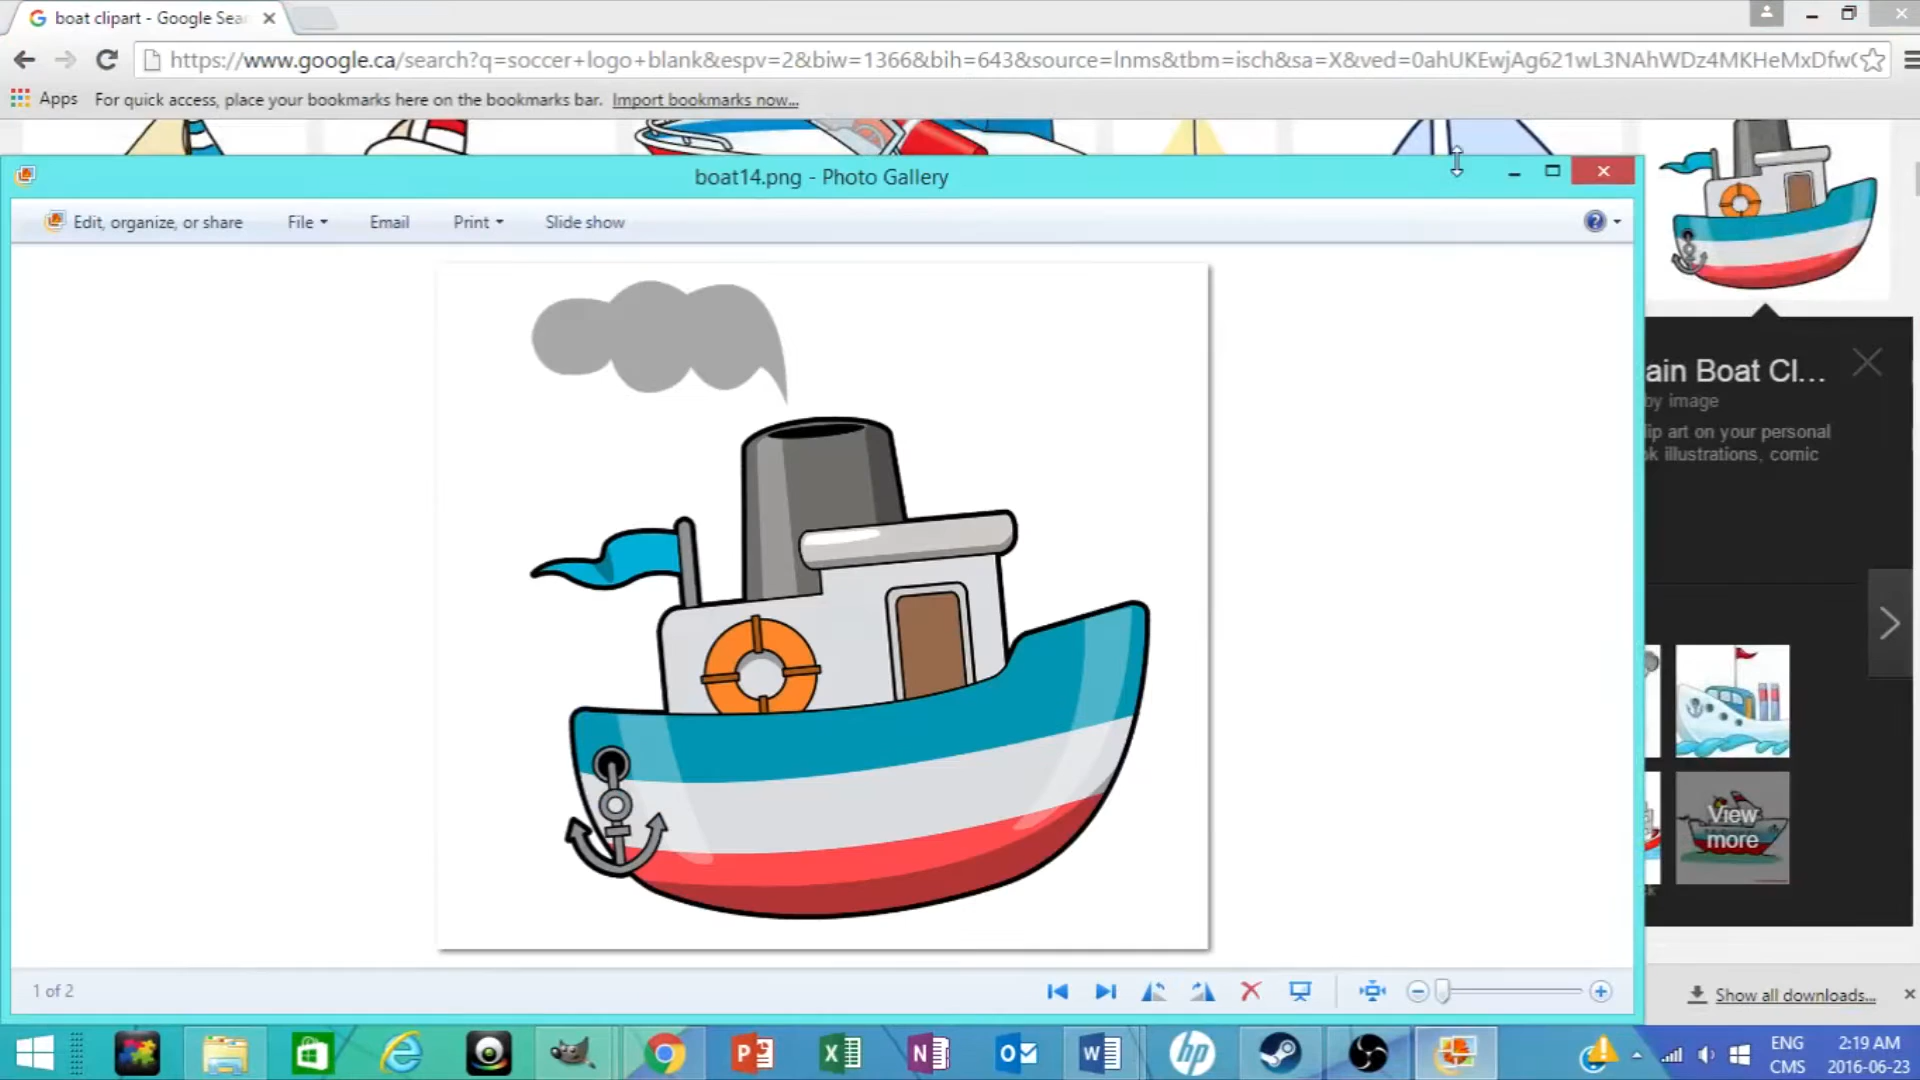 boat clipart - Google Sea
https://www.google.ca/search?q=soccer+logo+blank&espv=2&biw=1366&bih=643&source=lnms&tbm=isch&sa=X&ved=0ahUKEwjAg621wL3NAhWDz4MKHeMxDfwC
Apps For quick access, place your bookmarks here on the bookmarks bar. Import bookmarks now...
boat14.png - Photo Gallery
Edit, organize, or share File Email Print Slide show
ain Boat Cl...
by image
lip art on your personal
ok illustrations, comic
View
more
1 of 2
Show all downloads...
ENG
CMS
2:19 AM
2016-06-23